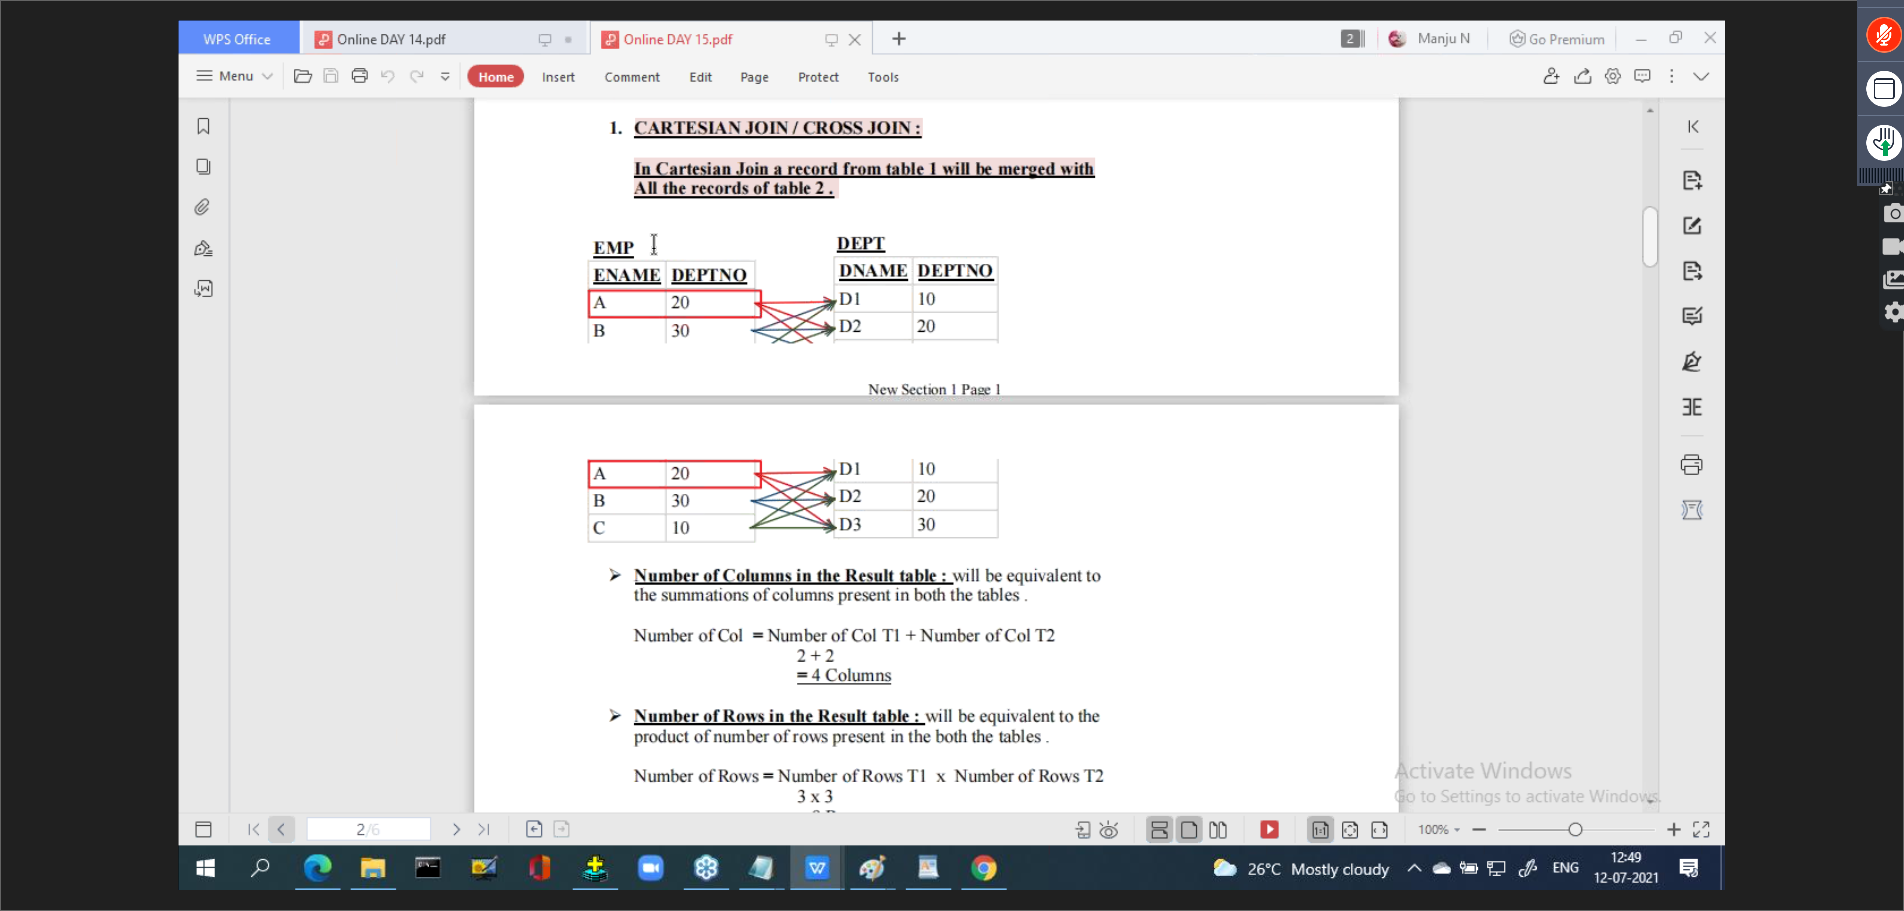 WPS Office
Online DAY 14.pdf
Online DAY 15.pdf
2
Manju N
Go Premium
Menu
Home
Insert
Comment
Edit
Page
Protect
Tools
1. CARTESIAN JOIN / CROSS JOIN :
In Cartesian Join a record from table 1 will be merged with
All the records of table 2 .
EMP
ENAME DEPTNO
A 20
B 30
DEPT
DNAME DEPTNO
D1 10
D2 20
New Section 1 Page 1
A 20
B 30
C 10
D1 10
D2 20
D3 30
➢ Number of Columns in the Result table : will be equivalent to
the summations of columns present in both the tables .
Number of Col = Number of Col T1 + Number of Col T2
2 + 2
= 4 Columns
➢ Number of Rows in the Result table : will be equivalent to the
product of number of rows present in the both the tables .
Number of Rows = Number of Rows T1 x Number of Rows T2
3 x 3
Activate Windows
Go to Settings to activate Windows.
2/6
100%
26°C Mostly cloudy
ENG
12:49
12-07-2021